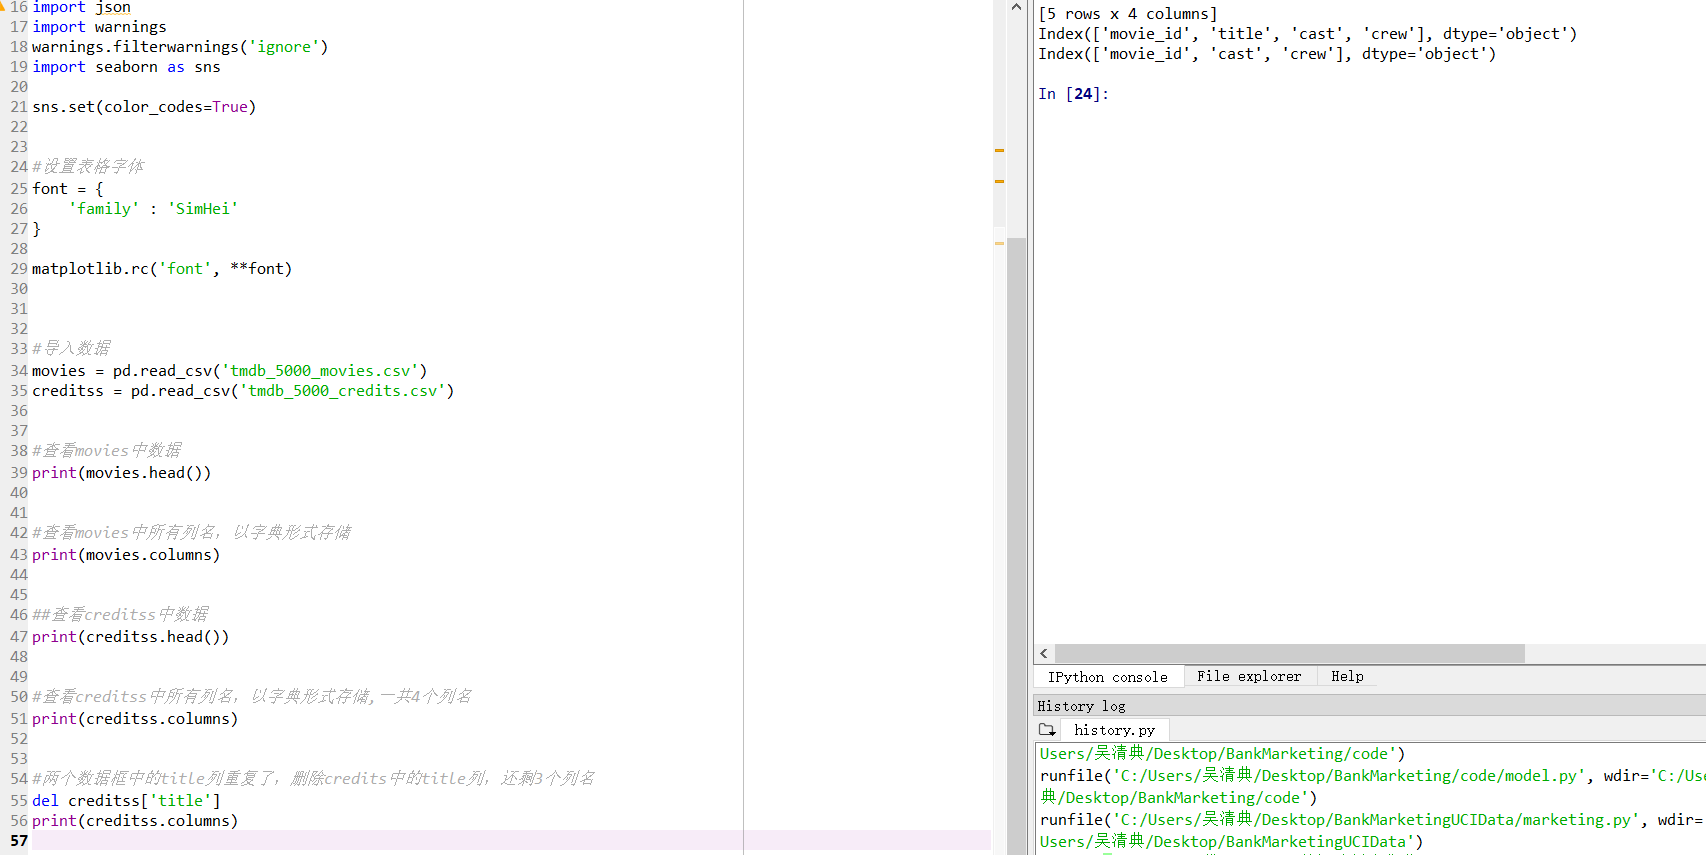 16 import json
17 import warnings
18 warnings.filterwarnings('ignore')
19 import seaborn as sns
20
21 sns.set(color_codes=True)
22
23
24 #设置表格字体
25 font = {
26     'family' : 'SimHei'
27 }
28
29 matplotlib.rc('font', **font)
30
31
32
33 #导入数据
34 movies = pd.read_csv('tmdb_5000_movies.csv')
35 creditss = pd.read_csv('tmdb_5000_credits.csv')
36
37
38 #查看movies中数据
39 print(movies.head())
40
41
42 #查看movies中所有列名，以字典形式存储
43 print(movies.columns)
44
45
46 ##查看creditss中数据
47 print(creditss.head())
48
49
50 #查看creditss中所有列名，以字典形式存储,一共4个列名
51 print(creditss.columns)
52
53
54 #两个数据框中的title列重复了，删除credits中的title列，还剩3个列名
55 del creditss['title']
56 print(creditss.columns)
57
[5 rows x 4 columns]
Index(['movie_id', 'title', 'cast', 'crew'], dtype='object')
Index(['movie_id', 'cast', 'crew'], dtype='object')
In [24]:
IPython console File explorer Help
History log
history.py
Users/吴清典/Desktop/BankMarketing/code')
runfile('C:/Users/吴清典/Desktop/BankMarketing/code/model.py', wdir='C:/Use
典/Desktop/BankMarketing/code')
runfile('C:/Users/吴清典/Desktop/BankMarketingUCIData/marketing.py', wdir=
Users/吴清典/Desktop/BankMarketingUCIData')